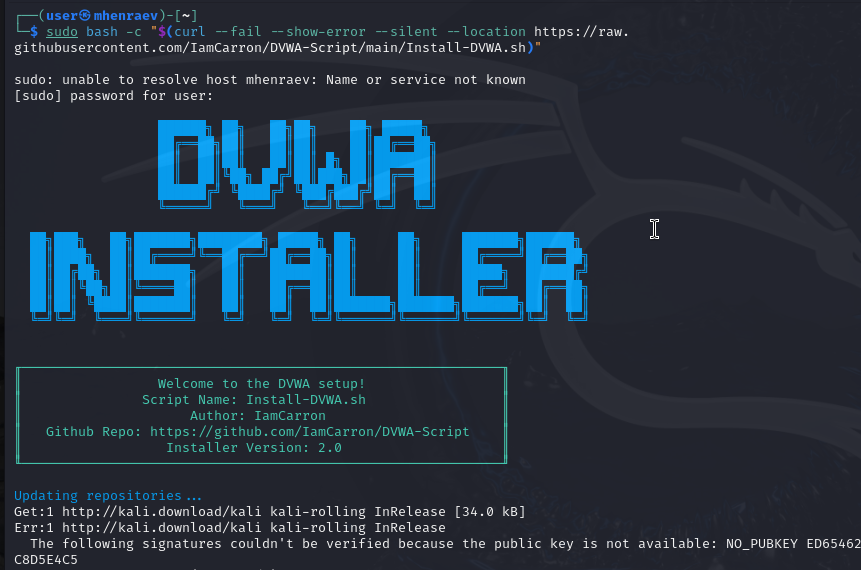 ┌──(user㉿mhenraev)-[~]
└─$ sudo bash -c "$(curl --fail --show-error --silent --location https://raw.
githubusercontent.com/IamCarron/DVWA-Script/main/Install-DVWA.sh)"
sudo: unable to resolve host mhenraev: Name or service not known
[sudo] password for user:
DVWA
INSTALLER
Welcome to the DVWA setup!
Script Name: Install-DVWA.sh
Author: IamCarron
Github Repo: https://github.com/IamCarron/DVWA-Script
Installer Version: 2.0
Updating repositories...
Get:1 http://kali.download/kali kali-rolling InRelease [34.0 kB]
Err:1 http://kali.download/kali kali-rolling InRelease
The following signatures couldn't be verified because the public key is not available: NO_PUBKEY ED65462
C8D5E4C5